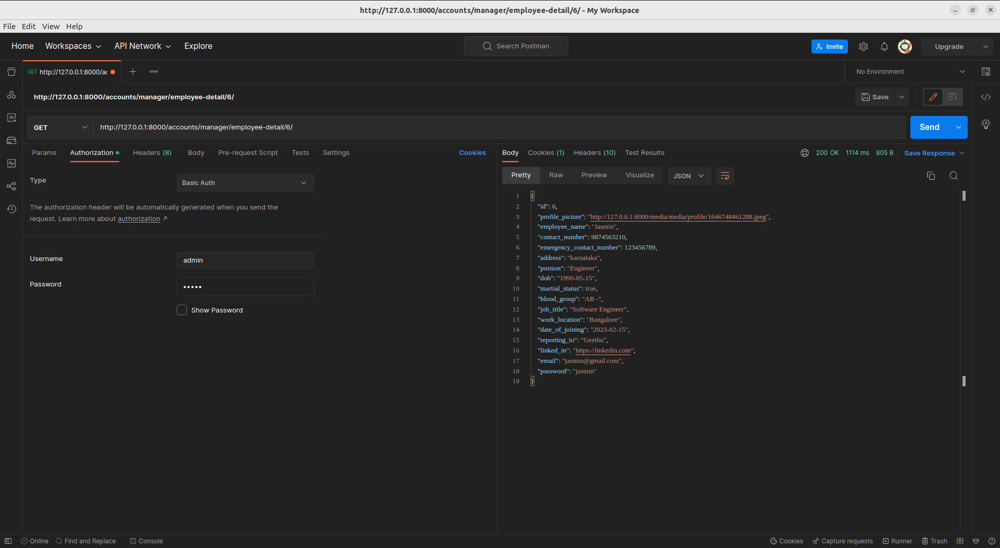 http://127.0.0.1:8000/accounts/manager/employee-detail/6/ - My Workspace
File Edit View Help
Home Workspaces API Network Explore Search Postman Invite Upgrade
GET http://127.0.0.1:8000/ac No Environment
http://127.0.0.1:8000/accounts/manager/employee-detail/6/ Save
GET http://127.0.0.1:8000/accounts/manager/employee-detail/6/ Send
Params Authorization Headers (8) Body Pre-request Script Tests Settings Cookies
Type Basic Auth
The authorization header will be automatically generated when you send the
request. Learn more about authorization ↗
Username admin
Password •••••
Show Password
Body Cookies (1) Headers (10) Test Results 200 OK 1114 ms 805 B Save Response
Pretty Raw Preview Visualize JSON
1 {
2 "id": 6,
3 "profile_picture": "http://127.0.0.1:8000/media/media/profile/1646748461288.jpeg",
4 "employee_name": "Jasmin",
5 "contact_number": 9874563210,
6 "emergency_contact_number": 123456789,
7 "address": "karnataka",
8 "postion": "Engineer",
9 "dob": "1990-05-15",
10 "martial_status": true,
11 "blood_group": "AB -",
12 "job_title": "Software Engineer",
13 "work_location": "Bangalore",
14 "date_of_joining": "2023-02-15",
15 "reporting_to": "Geethu",
16 "linked_in": "https://linkedin.com",
17 "email": "jasmin@gmail.com",
18 "password": "jasmin"
19 }
Online Find and Replace Console Cookies Capture requests Runner Trash